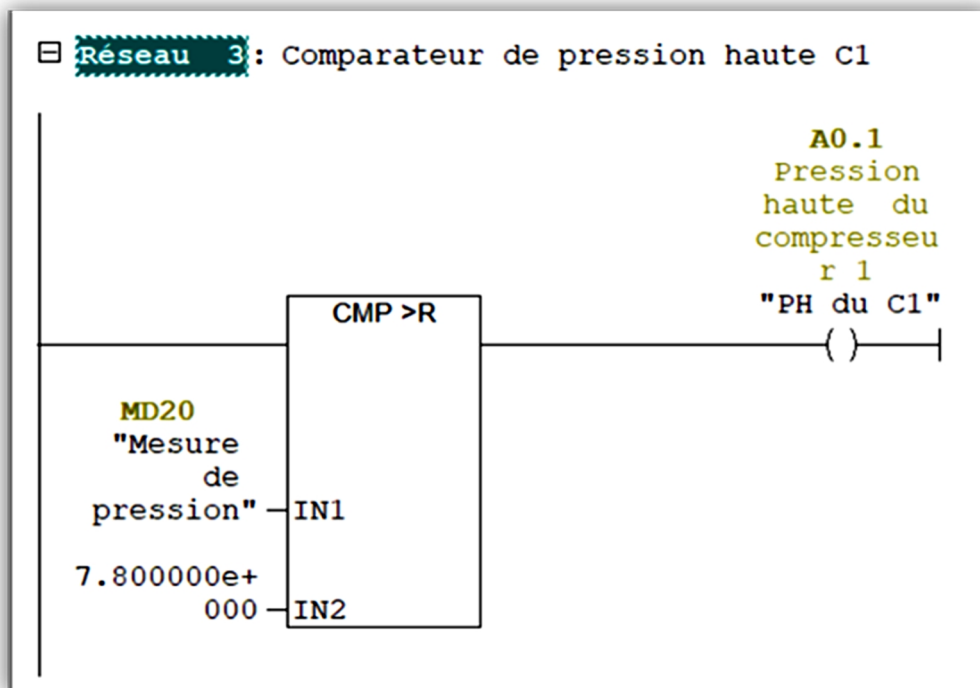 Réseau 3: Comparateur de pression haute C1
A0.1
Pression
haute du
compresseu
r 1
"PH du C1"
CMP >R
MD20
"Mesure
de
pression"
IN1
7.800000e+
000
IN2